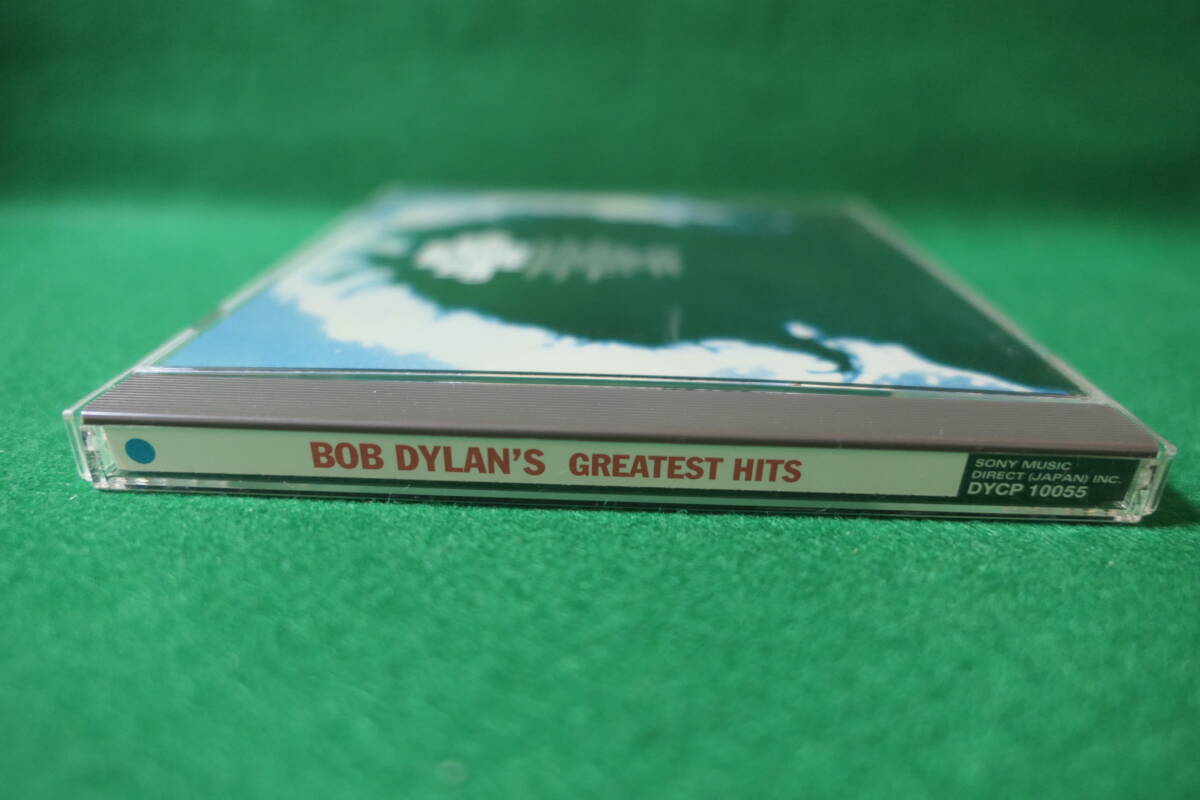 BOB DYLAN'S GREATEST HITS
SONY MUSIC
DIRECT (JAPAN) INC.
DYCP 10055